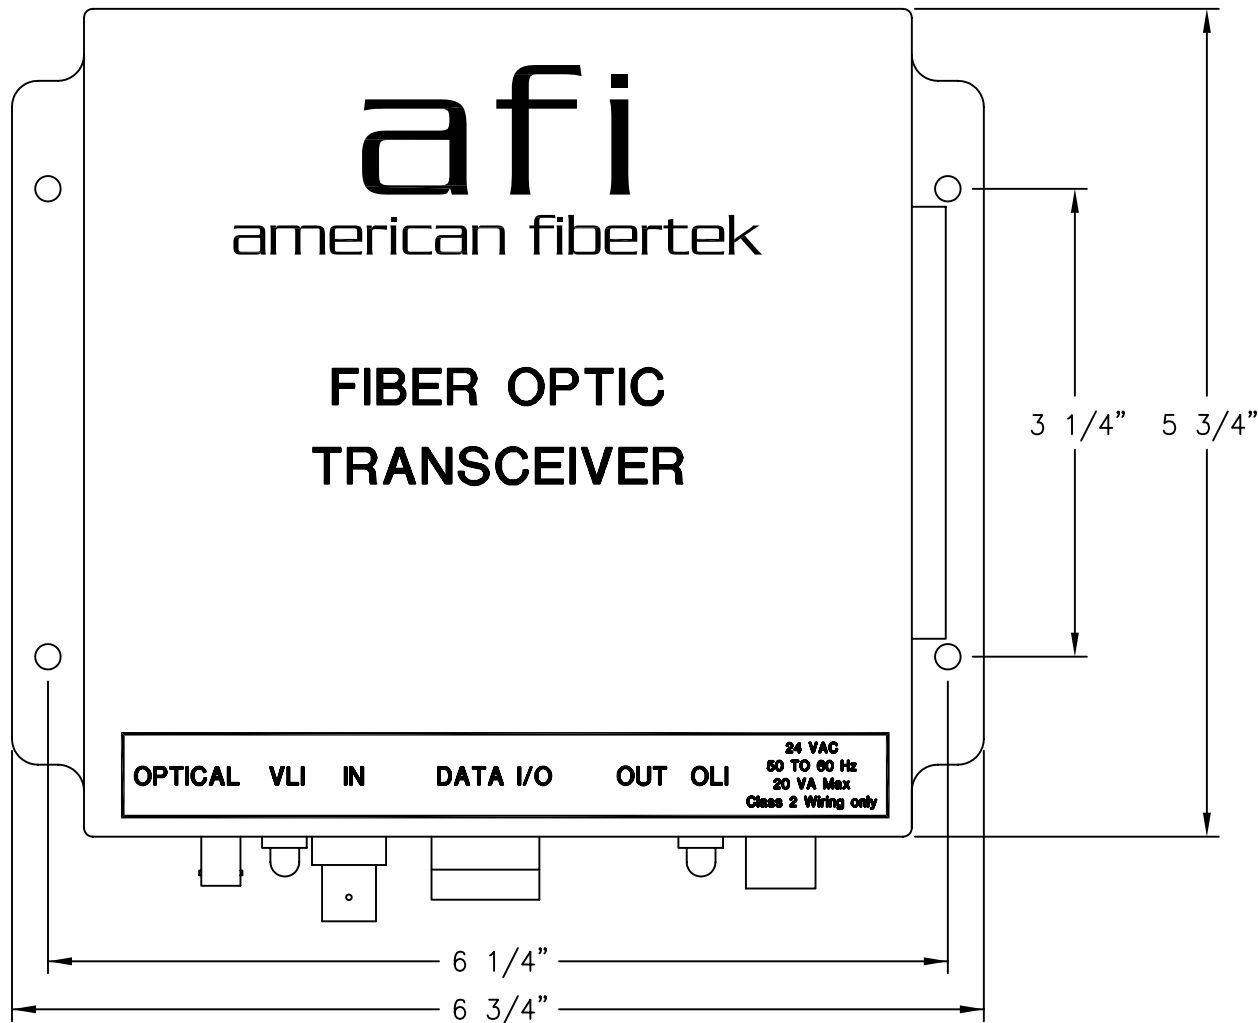 afi
american fibertek
FIBER OPTIC
TRANSCEIVER
3 1/4”
5 3/4”
OPTICAL
VLI
IN
DATA I/O
OUT
OLI
24 VAC
50 TO 60 Hz
20 VA Max
Class 2 Wiring only
6 1/4”
6 3/4”